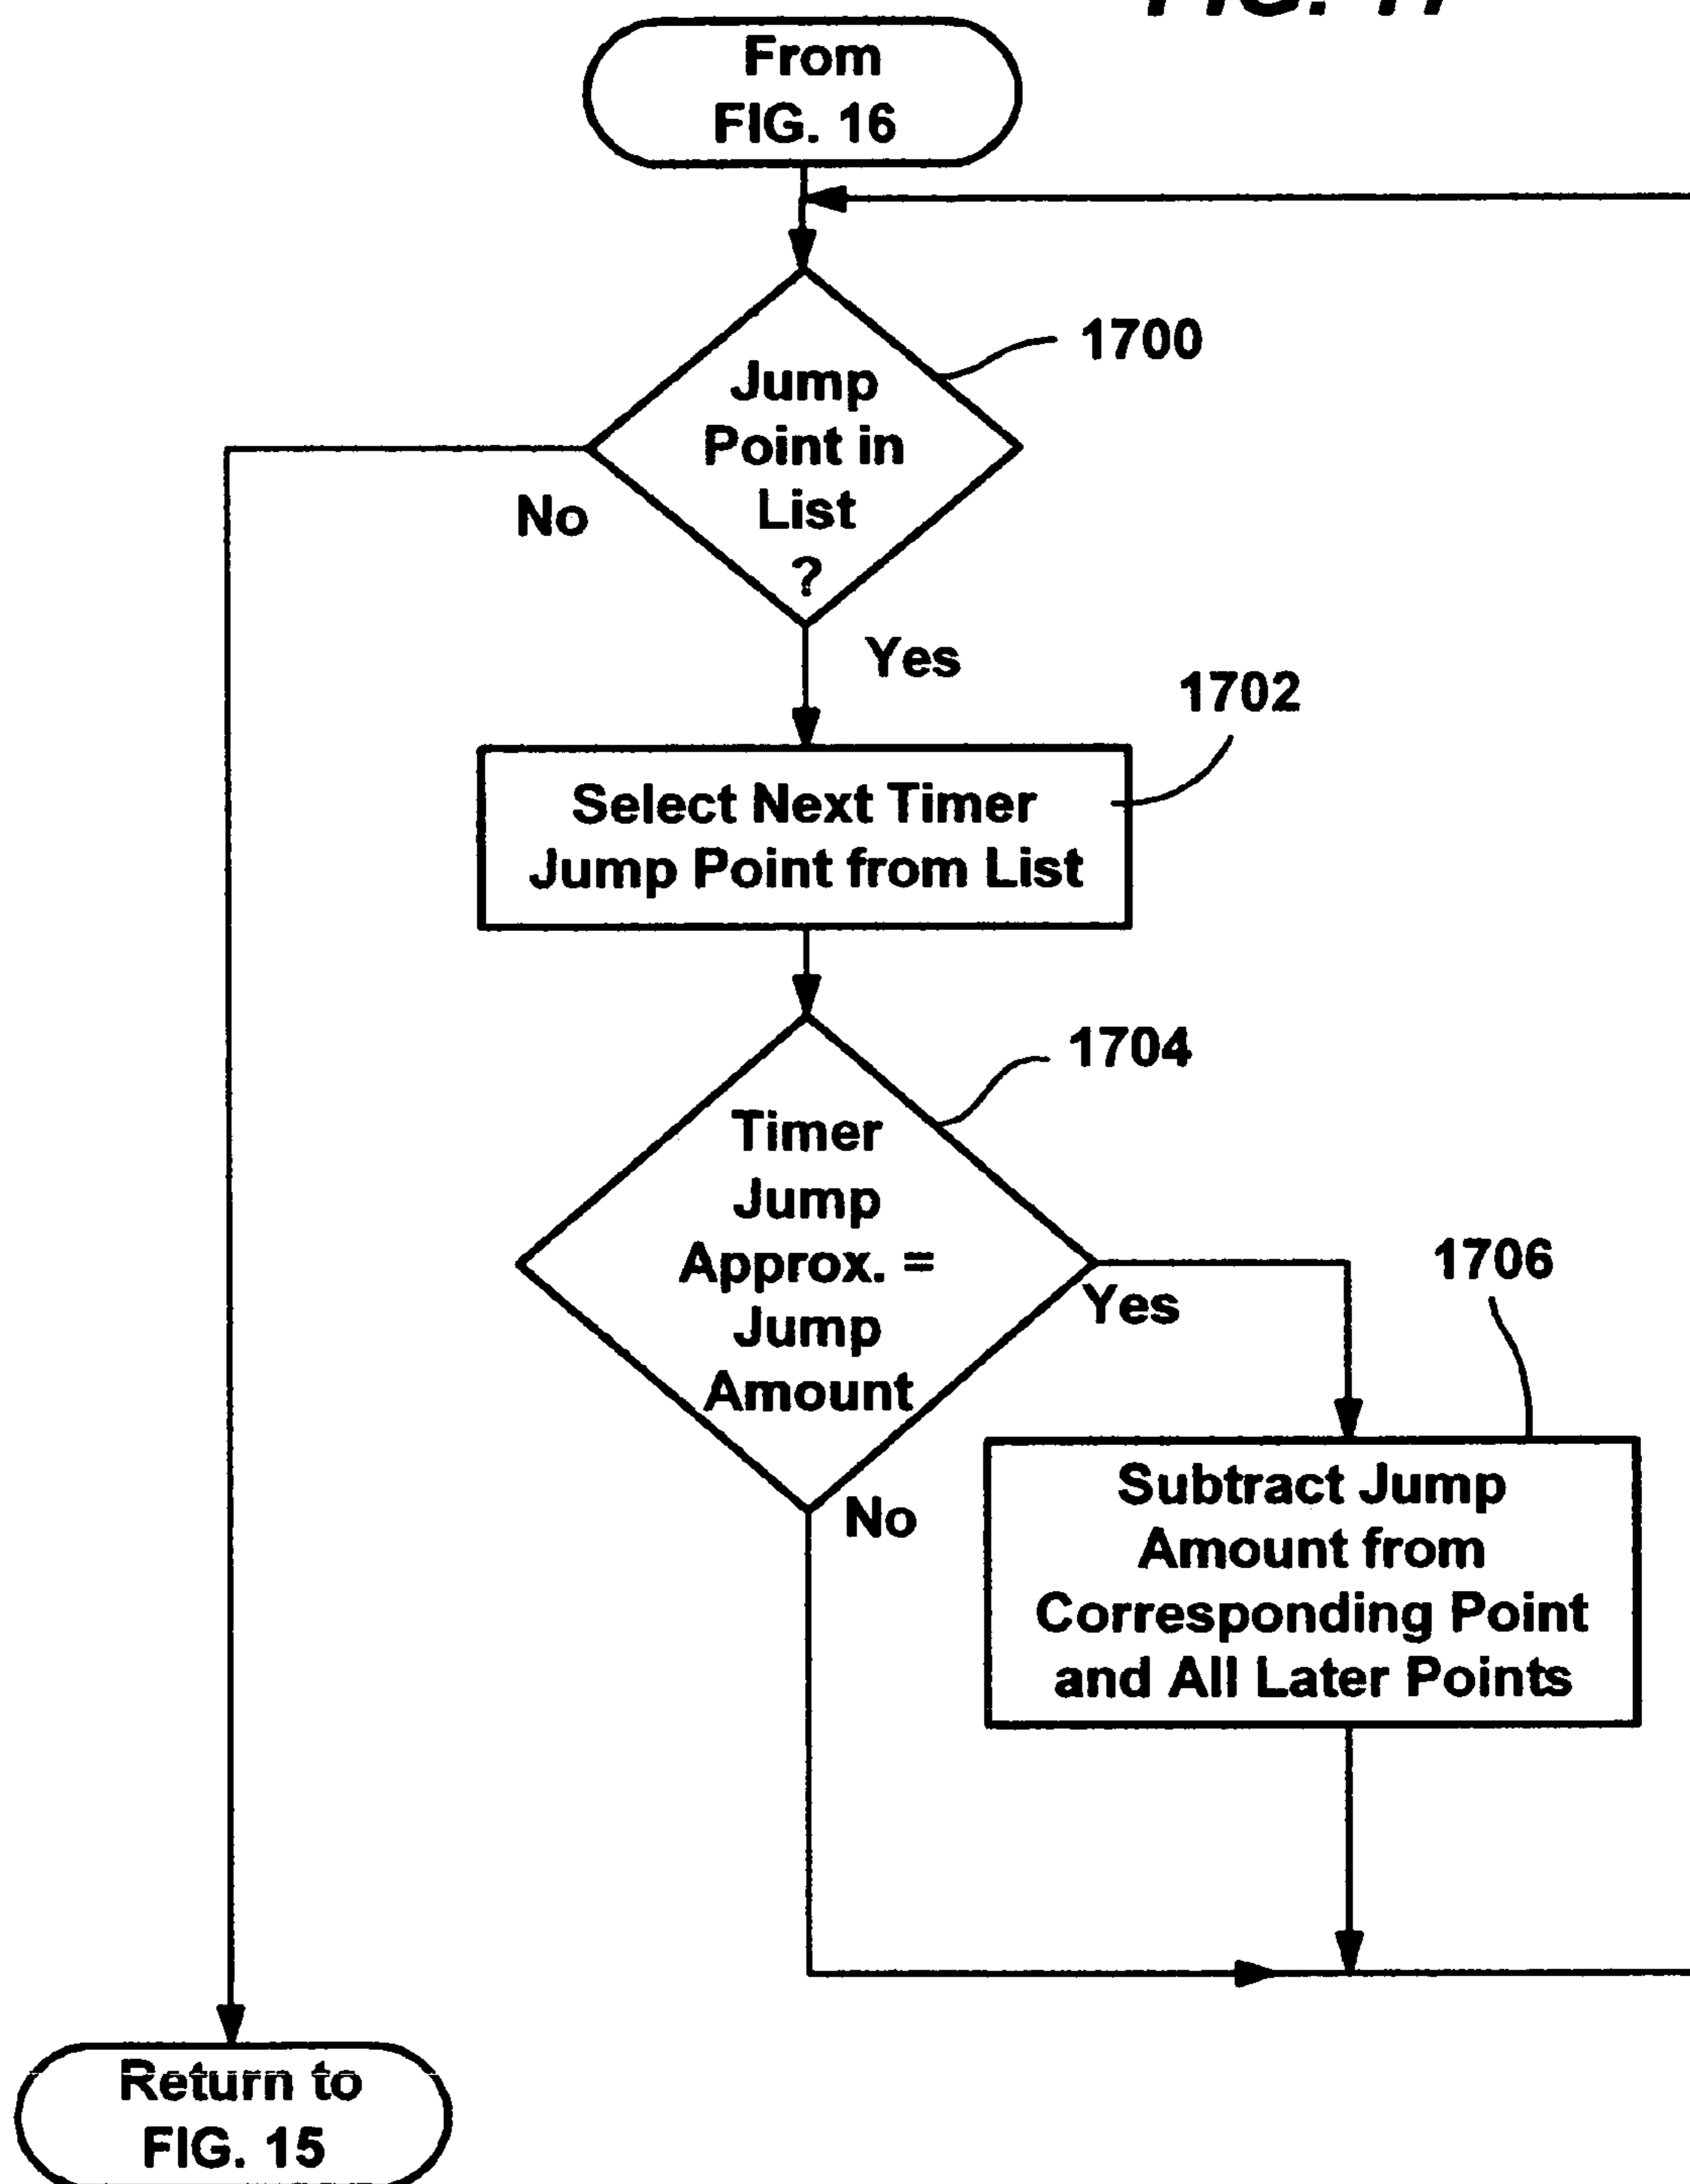 FIG. 17
From
FIG. 16
1700
Jump
Point in
List
?
No
Yes
1702
Select Next Timer
Jump Point from List
1704
Timer
Jump
Approx. =
Jump
Amount
Yes
1706
No
Subtract Jump
Amount from
Corresponding Point
and All Later Points
Return to
FIG. 15